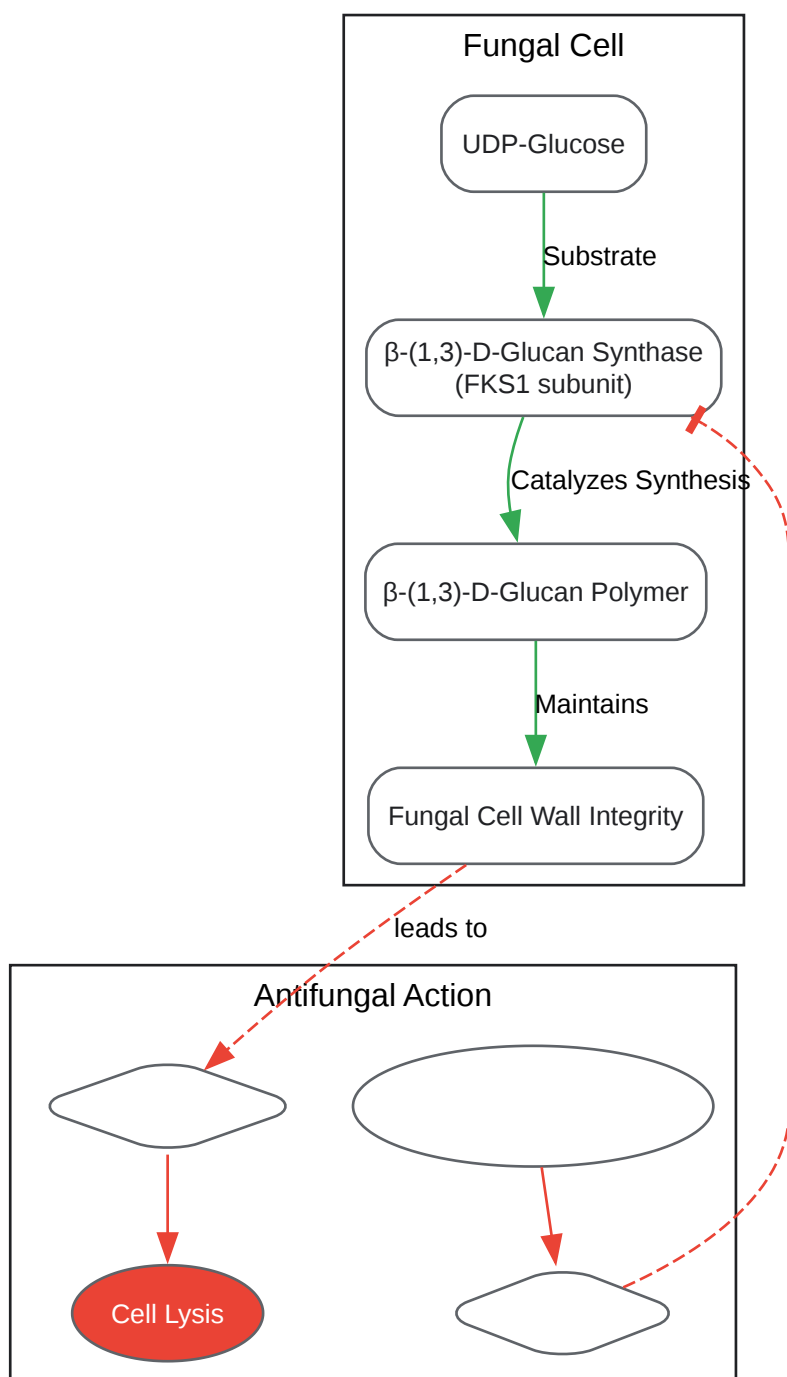 Fungal Cell
UDP-Glucose
Substrate
β-(1,3)-D-Glucan Synthase
(FKS1 subunit)
Catalyzes Synthesis
β-(1,3)-D-Glucan Polymer
Maintains
Fungal Cell Wall Integrity
leads to
Antifungal Action
Cell Lysis